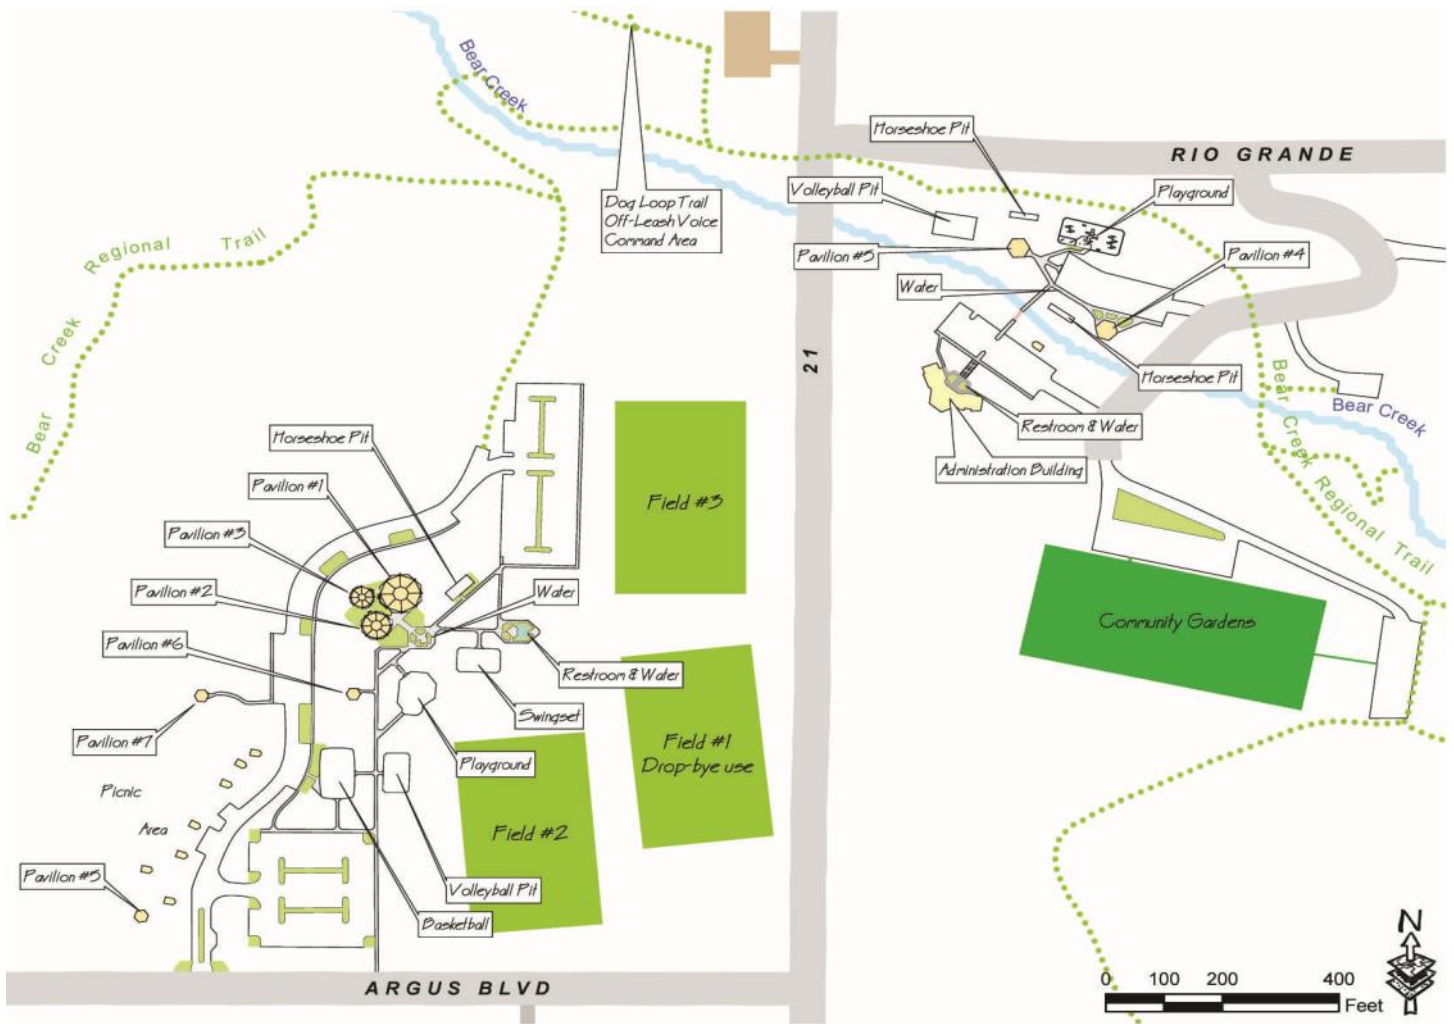 Bear Creek
Horseshoe Pit
RIO GRANDE
Volleyball Pit
Playground
Dog Loop Trail
Off-Leash Voice
Command Area
Bear Creek Regional Trail
Pavilion #5
Pavilion #4
Water
21
Horseshoe Pit
Bear Creek
Restroom & Water
Administration Building
Bear Creek Regional Trail
Horseshoe Pit
Pavilion #1
Field #3
Pavilion #3
Pavilion #2
Water
Community Gardens
Pavilion #6
Restroom & Water
Swingset
Pavilion #7
Field #1
Drop-bye use
Playground
Picnic
Area
Field #2
Pavilion #5
Volleyball Pit
Basketball
N
ARGUS BLVD
0 100 200 400
Feet